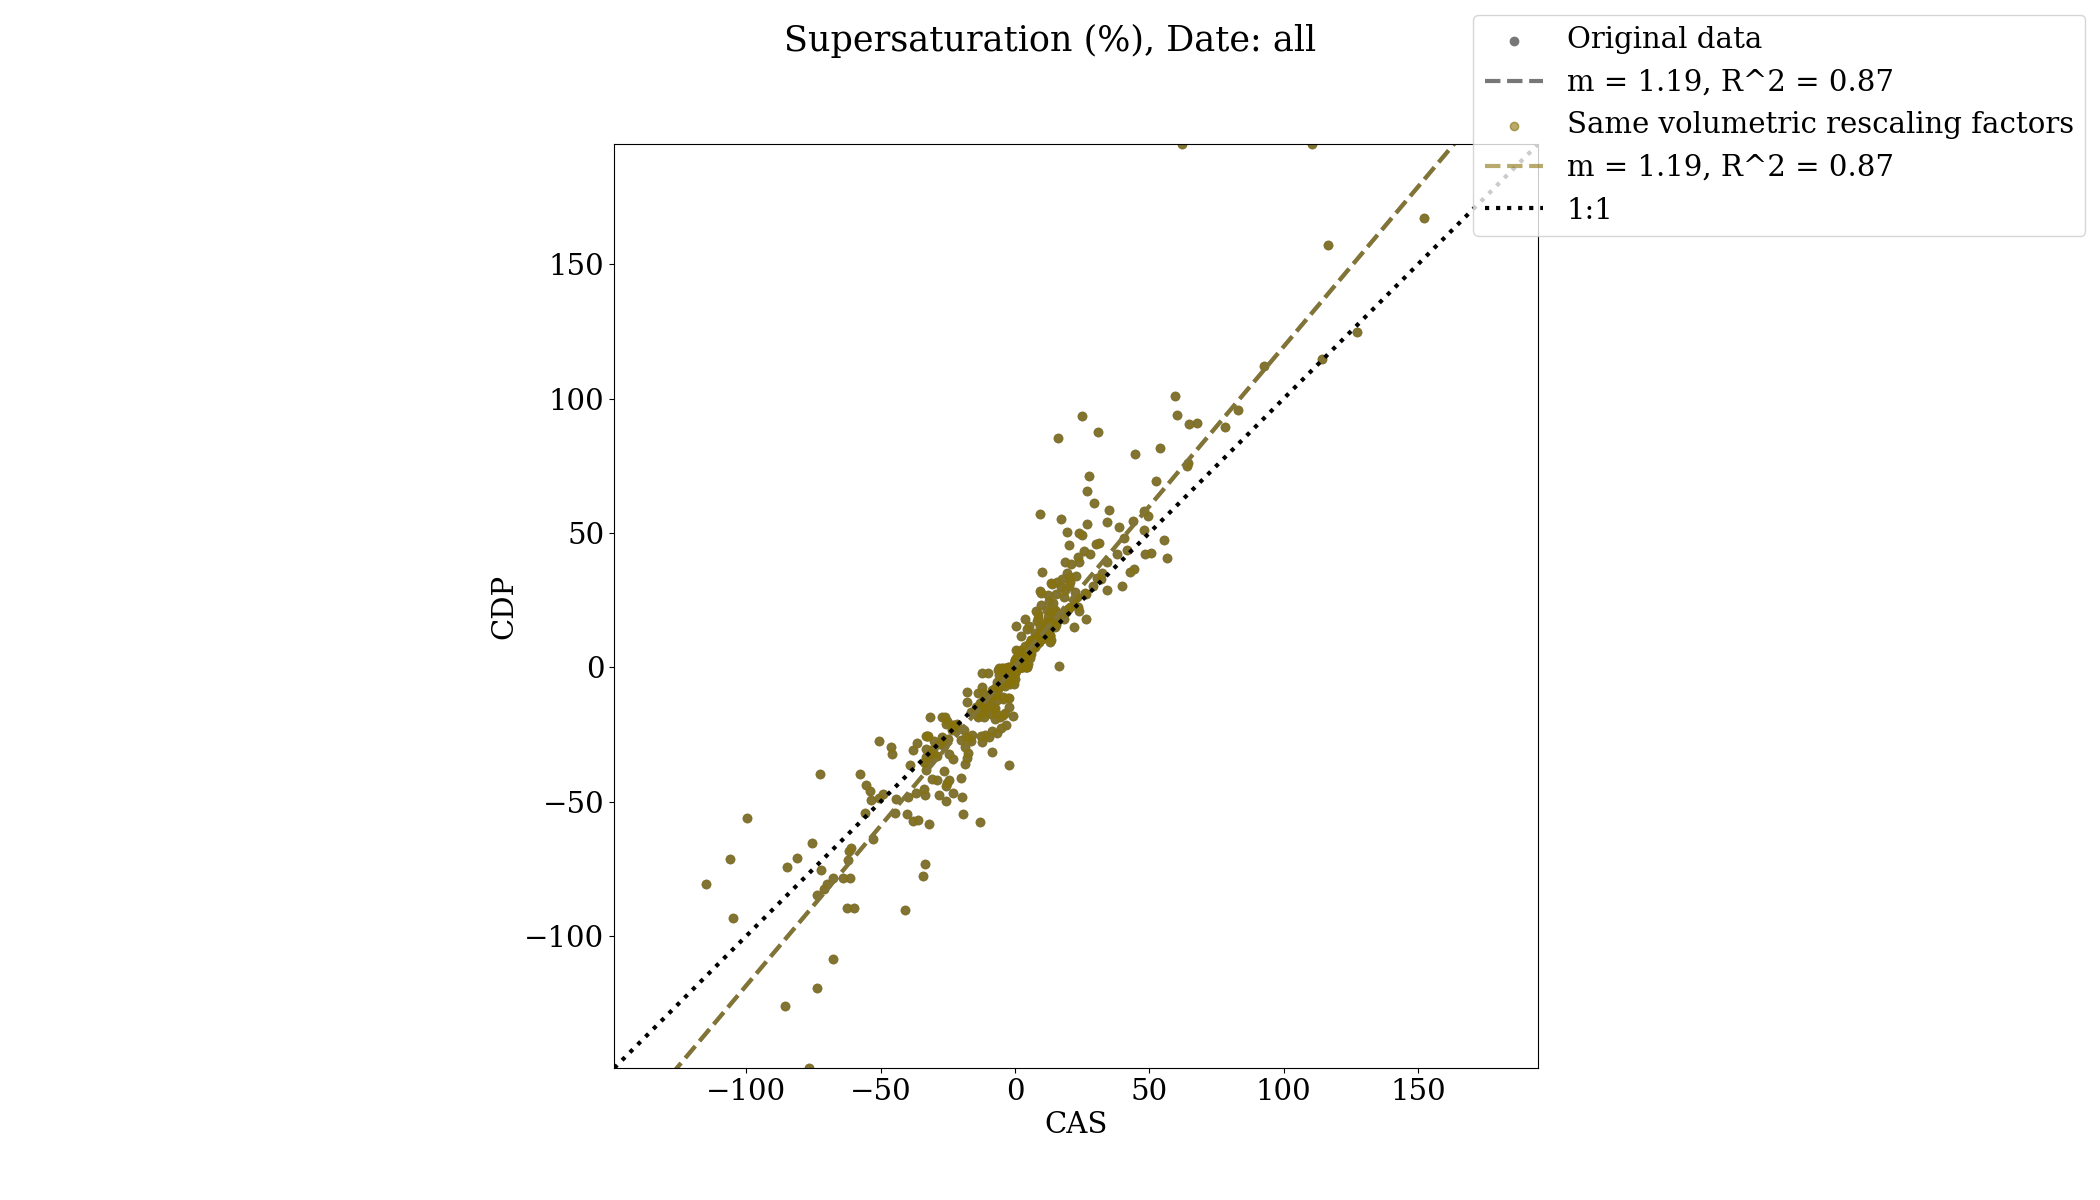 Supersaturation (%), Date: all
Original data
m = 1.19, R^2 = 0.87
Same volumetric rescaling factors
m = 1.19, R^2 = 0.87
1:1
150
100
50
0
−50
−100
CDP
−100
−50
0
50
100
150
CAS